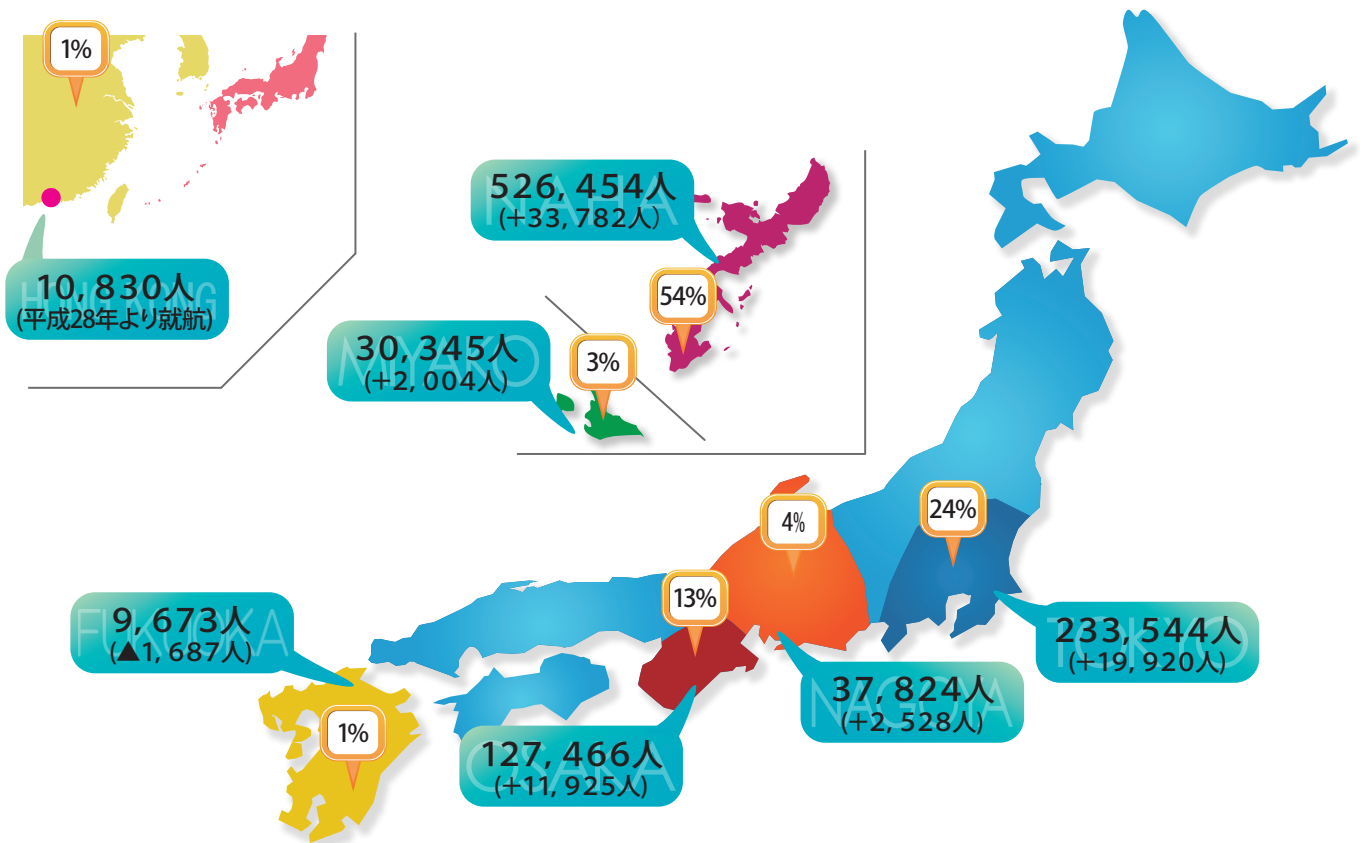 1%
HONG KONG
10,830人
(平成28年より就航)
NAHA
526,454人
(+33,782人)
54%
MIYAKO
30,345人
(+2,004人)
3%
4%
24%
13%
FUKUOKA
9,673人
(▲1,687人)
1%
TOKYO
233,544人
(+19,920人)
NAGOYA
37,824人
(+2,528人)
OSAKA
127,466人
(+11,925人)